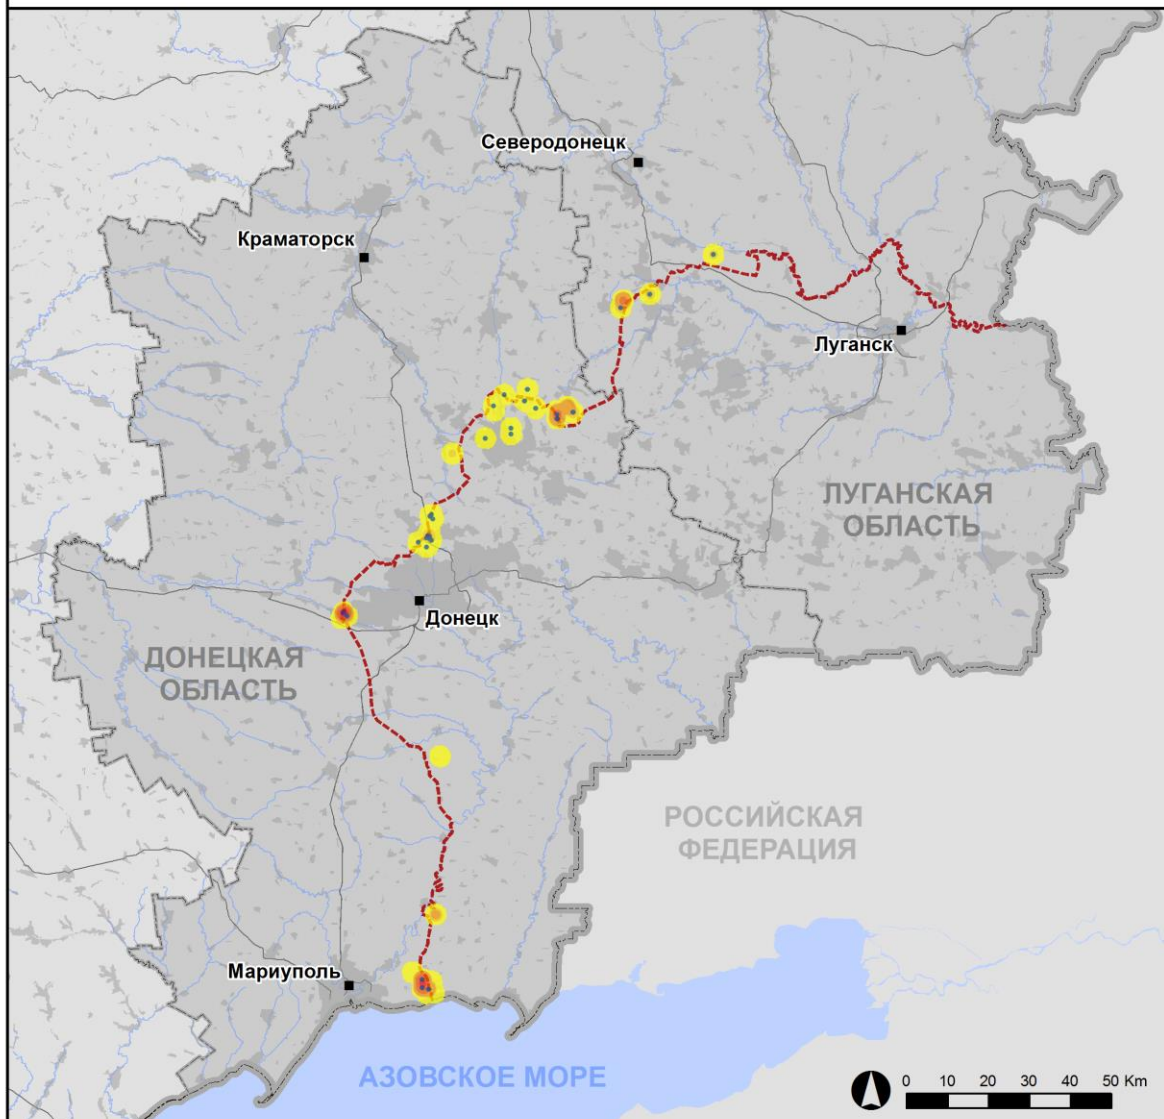 Северодонецк
Краматорск
Луганск
ЛУГАНСКАЯ
ОБЛАСТЬ
Донецк
ДОНЕЦКАЯ
ОБЛАСТЬ
РОССИЙСКАЯ
ФЕДЕРАЦИЯ
Мариуполь
АЗОВСКОЕ МОРЕ
0 10 20 30 40 50 Km